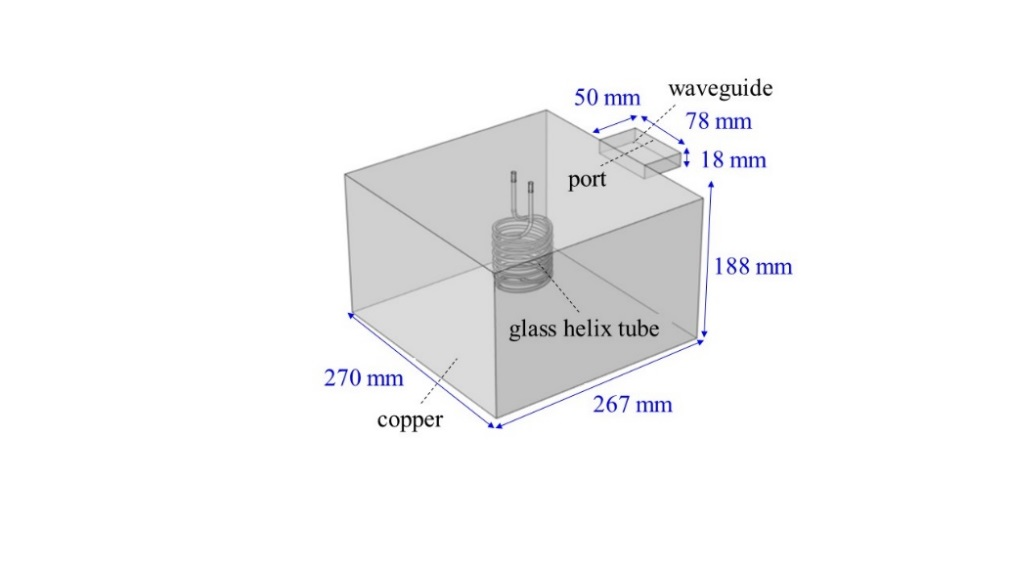 waveguide
50 mm
78 mm
18 mm
port
188 mm
glass helix tube
270 mm
267 mm
copper